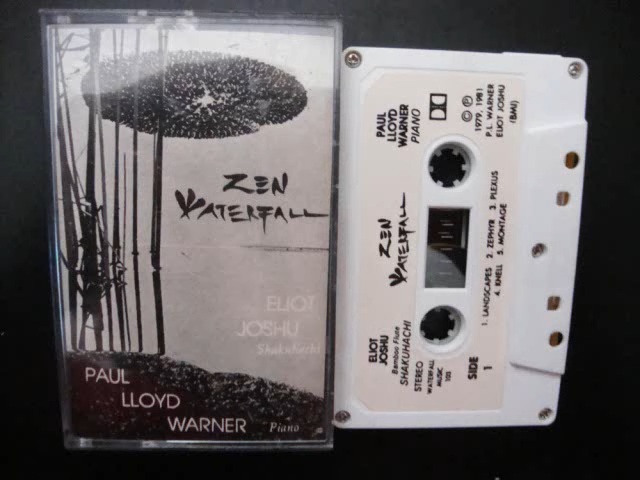 ZEN
WATERFALL
ELIOT
JOSHU
Shakuhachi
PAUL
LLOYD
WARNER Piano
PAUL
LLOYD
WARNER
PIANO
© ℗
1979, 1981
P.L. WARNER
ELIOT JOSHU
(BMI)
ZEN
WATERFALL
1. LANDSCAPES 2. ZEPHYR 3. PLEXUS
4. KNELL 5. MONTAGE
ELIOT
JOSHU
Bamboo Flute
SHAKUHACHI
STEREO
WATERFALL
MUSIC
103
SIDE
1